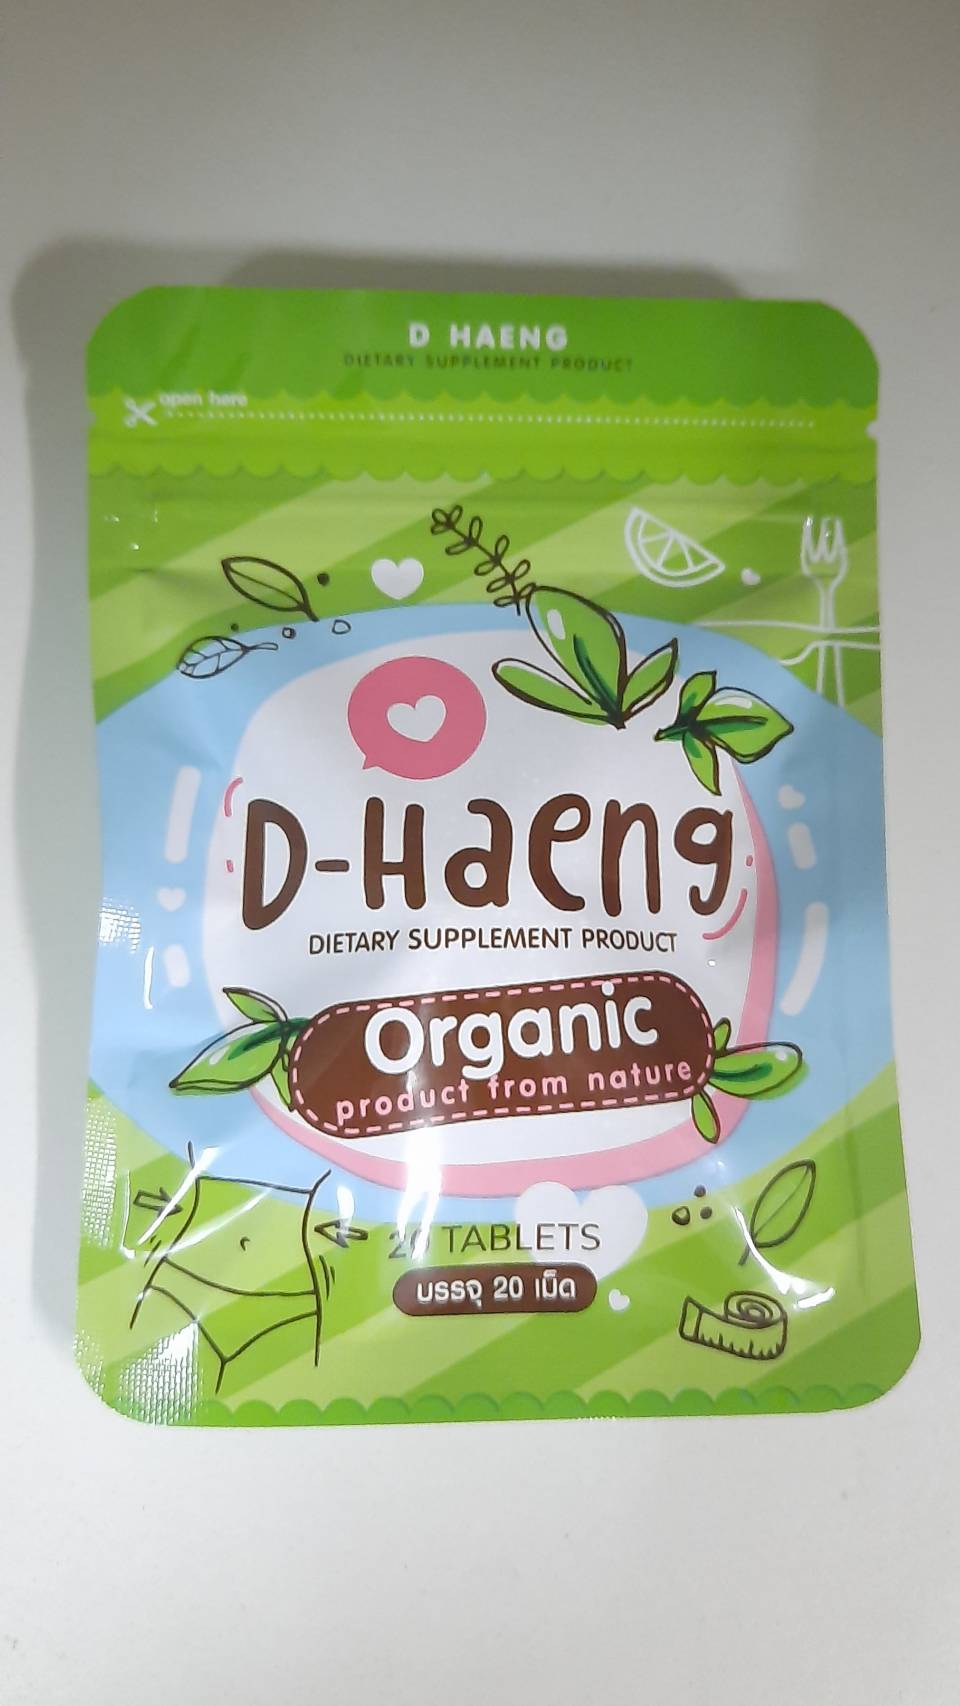 D HAENG
DIETARY SUPPLEMENT PRODUCT
open here
D-Haeng
DIETARY SUPPLEMENT PRODUCT
Organic
product from nature
20 TABLETS
บรรจุ 20 เม็ด